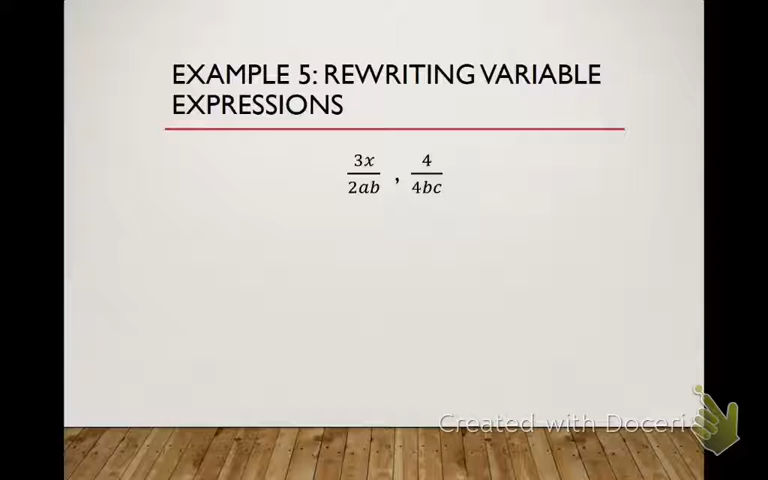 EXAMPLE 5: REWRITING VARIABLE
EXPRESSIONS
3x/2ab , 4/4bc
Created with Doceri